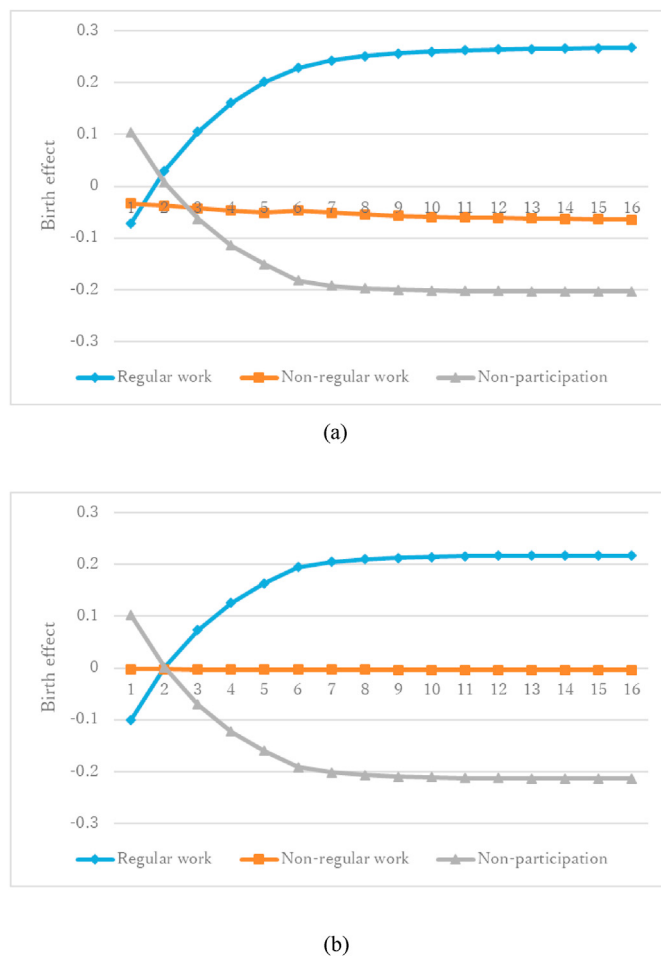 0.3
0.2
0.1
0
-0.1
-0.2
-0.3
Birth effect
1 2 3 4 5 6 7 8 9 10 11 12 13 14 15 16
Regular work Non-regular work Non-participation
(a)
0.3
0.2
0.1
0
-0.1
-0.2
-0.3
Birth effect
1 2 3 4 5 6 7 8 9 10 11 12 13 14 15 16
Regular work Non-regular work Non-participation
(b)